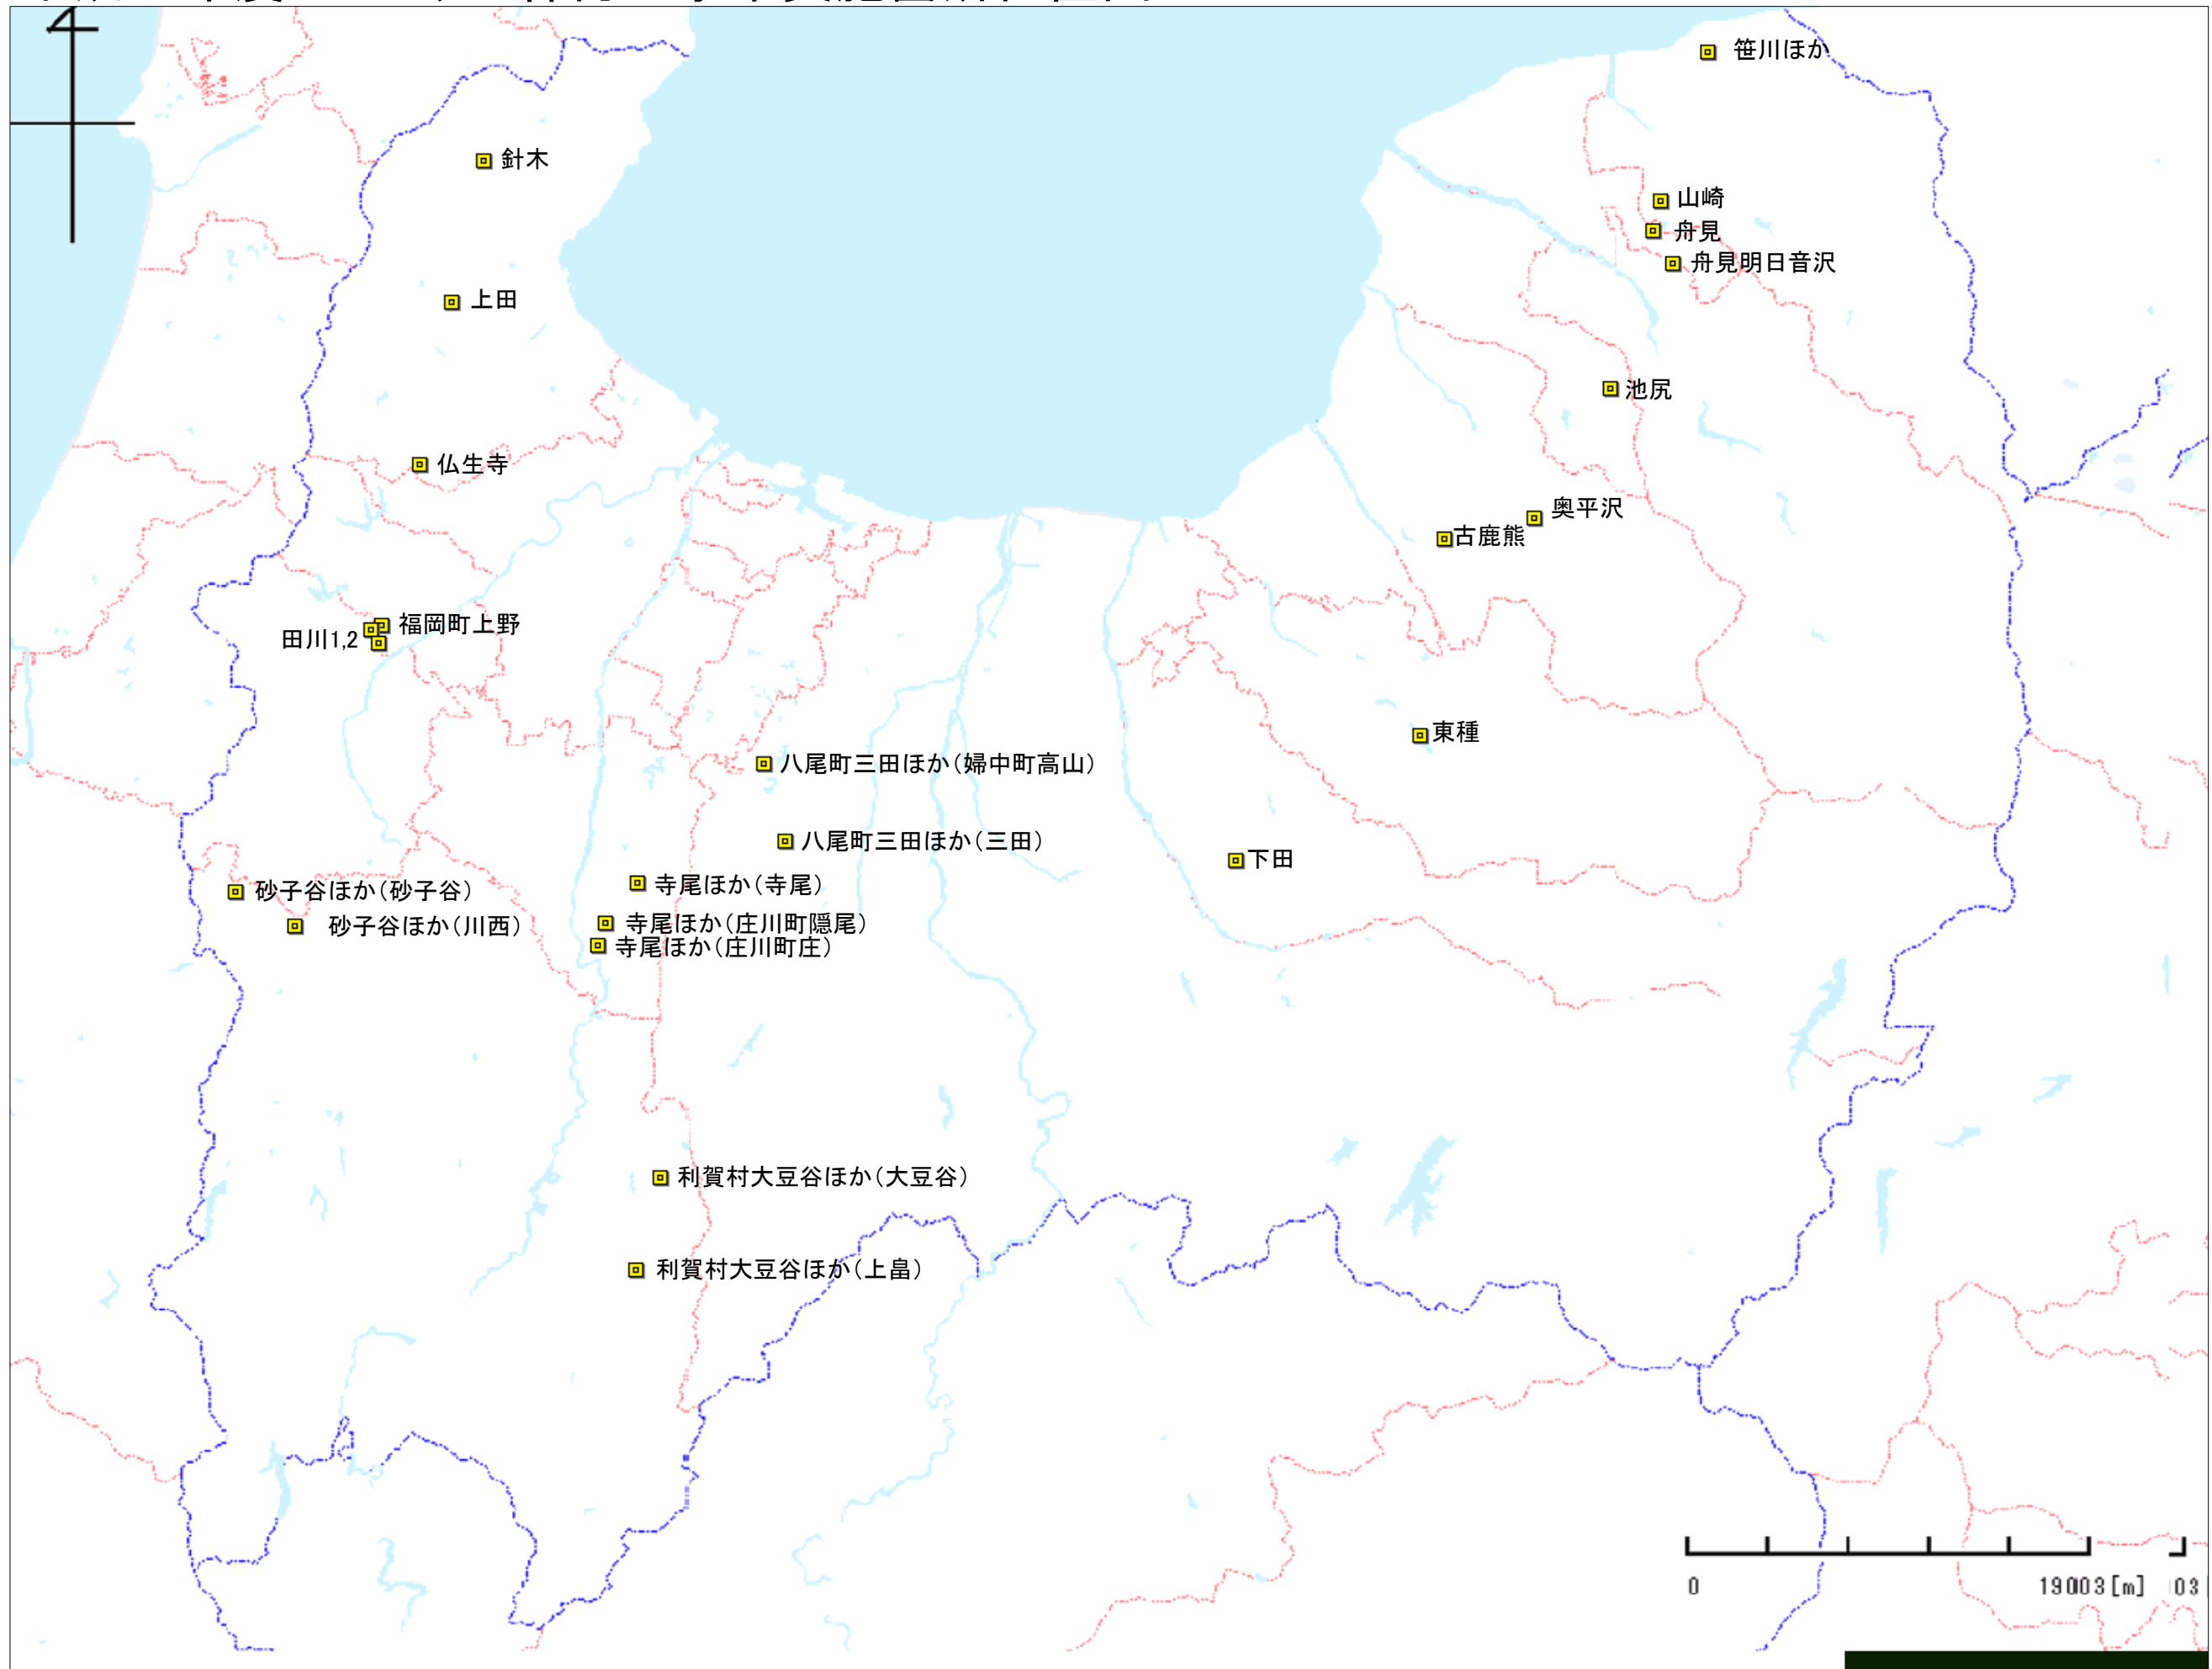 笹川ほか
針木
山崎
舟見
舟見明日音沢
上田
池尻
仏生寺
奥平沢
古鹿熊
福岡町上野
田川1,2
東種
八尾町三田ほか(婦中町高山)
八尾町三田ほか(三田)
下田
寺尾ほか(寺尾)
砂子谷ほか(砂子谷)
寺尾ほか(庄川町隠尾)
砂子谷ほか(川西)
寺尾ほか(庄川町庄)
利賀村大豆谷ほか(大豆谷)
利賀村大豆谷ほか(上畠)
0 19003[m] 03